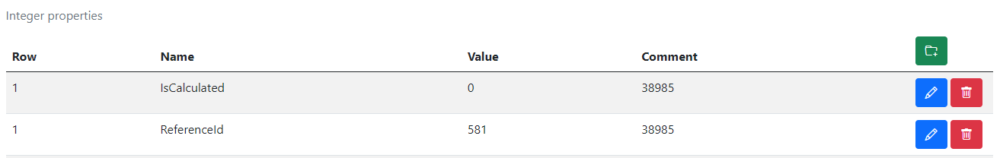 Integer properties
Row Name Value Comment
1 IsCalculated 0 38985
1 ReferenceId 581 38985